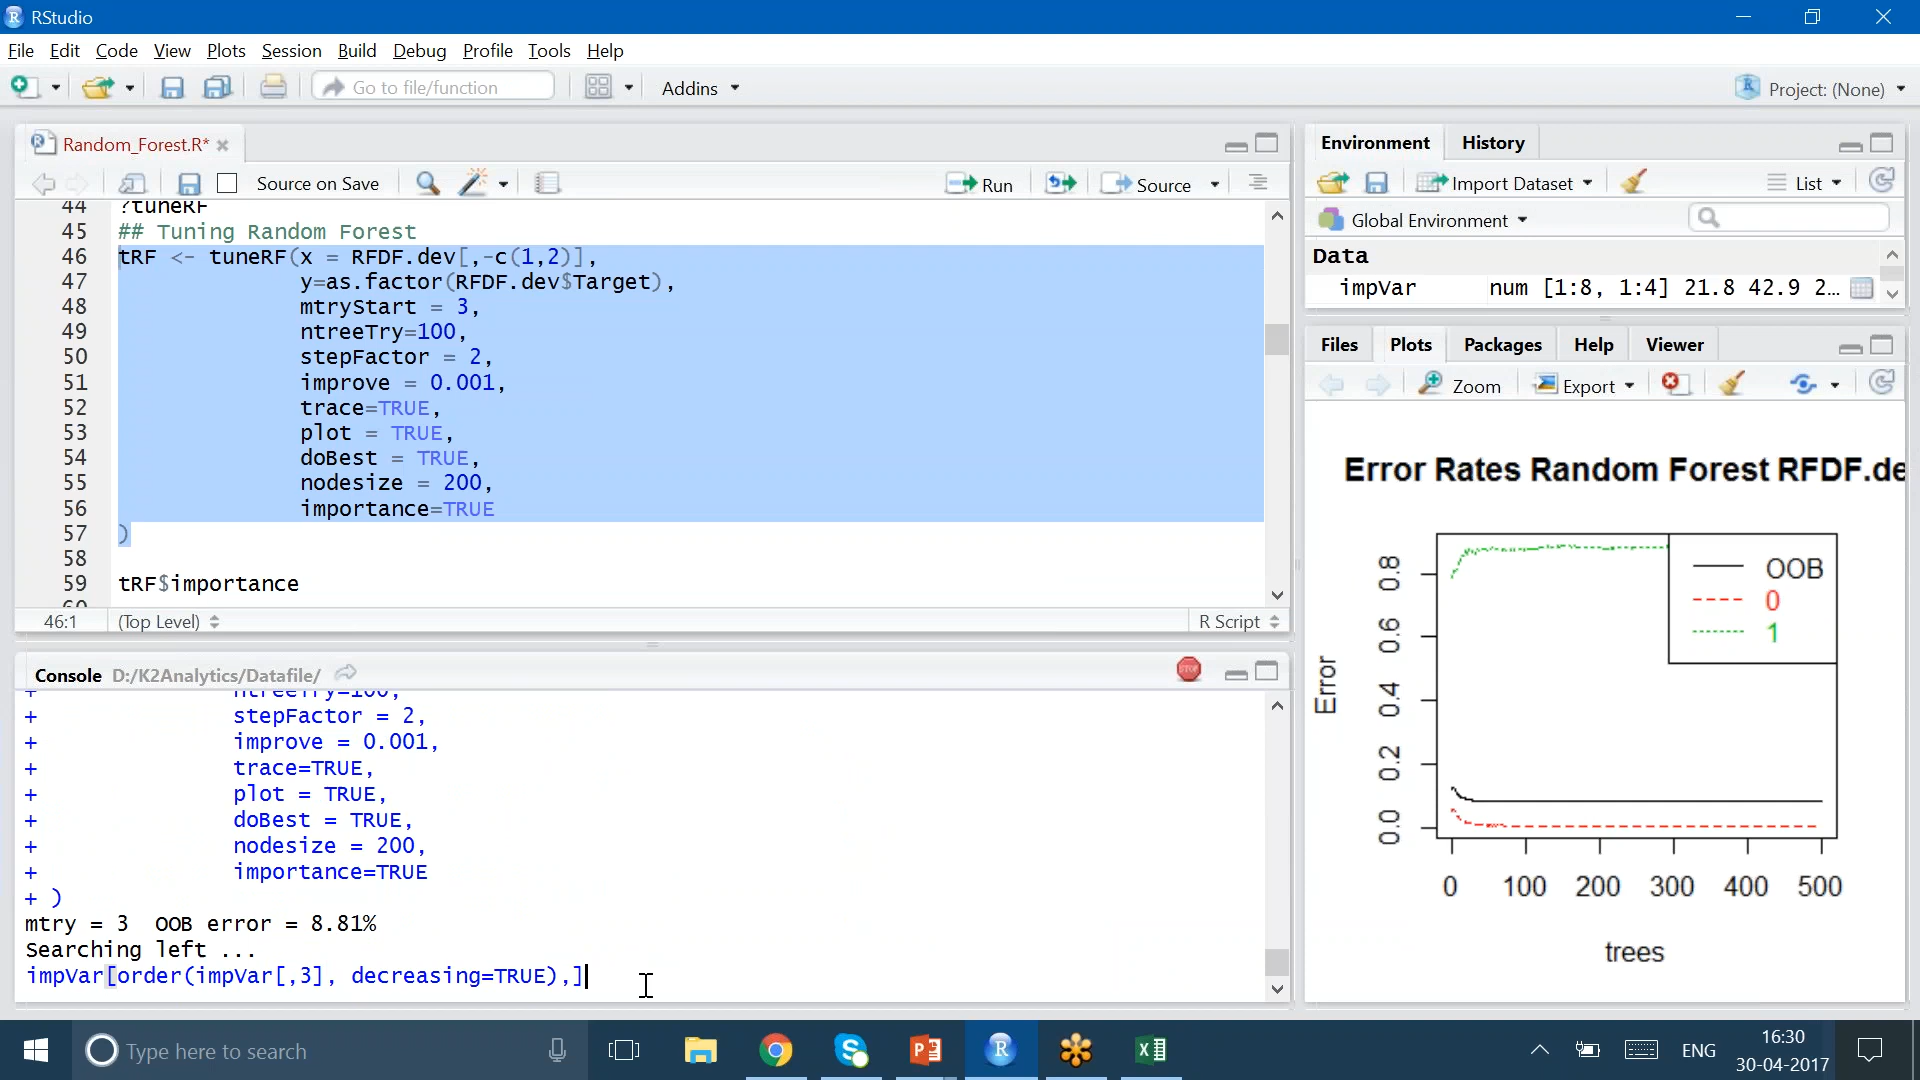 RStudio
File Edit Code View Plots Session Build Debug Profile Tools Help
Go to file/function
Addins
Project: (None)
Random_Forest.R*
Source on Save
Run
Source
44 ?tuneRF
45 ## Tuning Random Forest
46 tRF <- tuneRF(x = RFDF.dev[,-c(1,2)],
47 y=as.factor(RFDF.dev$Target),
48 mtryStart = 3,
49 ntreeTry=100,
50 stepFactor = 2,
51 improve = 0.001,
52 trace=TRUE,
53 plot = TRUE,
54 doBest = TRUE,
55 nodesize = 200,
56 importance=TRUE
57 )
58
59 tRF$importance
60
46:1 (Top Level) R Script
Console D:/K2Analytics/Datafile/
+ ntreeTry=100,
+ stepFactor = 2,
+ improve = 0.001,
+ trace=TRUE,
+ plot = TRUE,
+ doBest = TRUE,
+ nodesize = 200,
+ importance=TRUE
+ )
mtry = 3 OOB error = 8.81%
Searching left ...
impVar[order(impVar[,3], decreasing=TRUE),]
Environment History
Import Dataset
List
Global Environment
Data
impVar num [1:8, 1:4] 21.8 42.9 2...
Files Plots Packages Help Viewer
Zoom Export
Error Rates Random Forest RFDF.de
OOB
0
1
Error
0.0 0.2 0.4 0.6 0.8
0 100 200 300 400 500
trees
STOP
Type here to search
ENG
16:30
30-04-2017